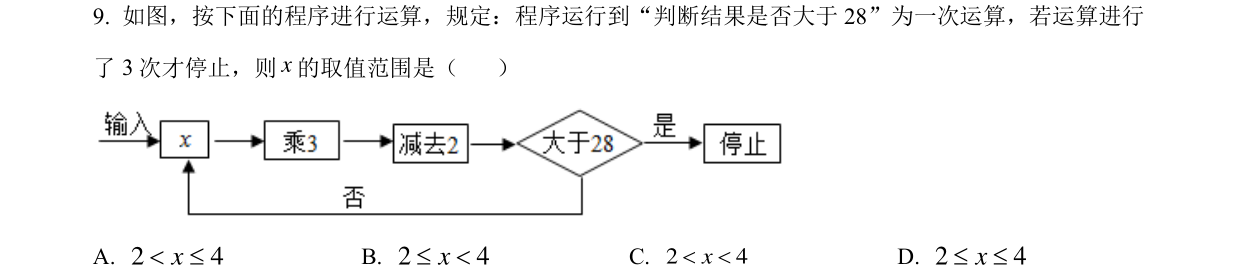 9. 如图，按下面的程序进行运算，规定：程序运行到“判断结果是否大于 28”为一次运算，若运算进行
了 3 次才停止，则 x 的取值范围是（　　）
输入 x 乘3 减去2 大于28 是 停止
否
A. 2 < x ≤ 4 B. 2 ≤ x < 4 C. 2 < x < 4 D. 2 ≤ x ≤ 4